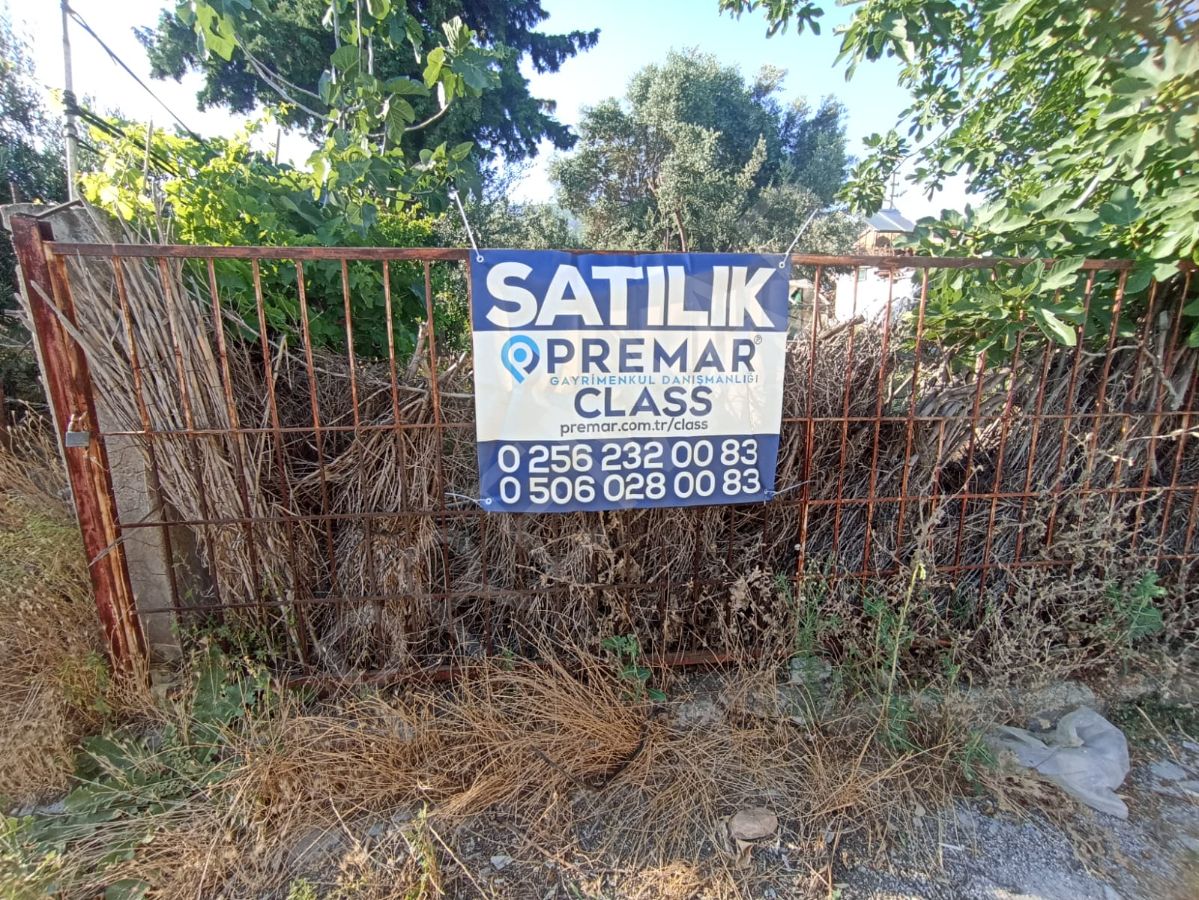 SATILIK
PREMAR
GAYRİMENKUL DANIŞMANLIĞI
CLASS
premar.com.tr/class
0 256 232 00 83
0 506 028 00 83